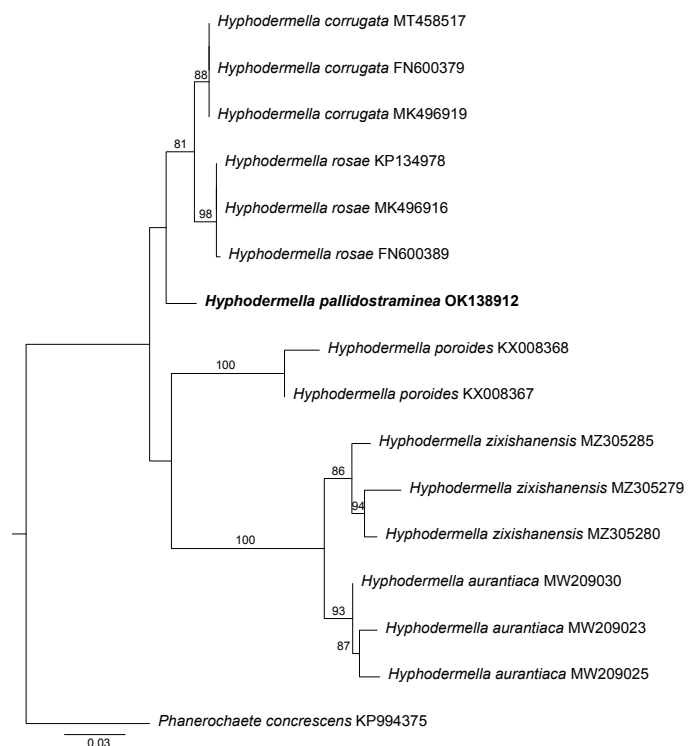 Hyphodermella corrugata MT458517
88
Hyphodermella corrugata FN600379
Hyphodermella corrugata MK496919
81
Hyphodermella rosae KP134978
98
Hyphodermella rosae MK496916
Hyphodermella rosae FN600389
Hyphodermella pallidostraminea OK138912
Hyphodermella poroides KX008368
100
Hyphodermella poroides KX008367
Hyphodermella zixishanensis MZ305285
86
Hyphodermella zixishanensis MZ305279
94
Hyphodermella zixishanensis MZ305280
100
Hyphodermella aurantiaca MW209030
93
Hyphodermella aurantiaca MW209023
87
Hyphodermella aurantiaca MW209025
Phanerochaete concrescens KP994375
0.03